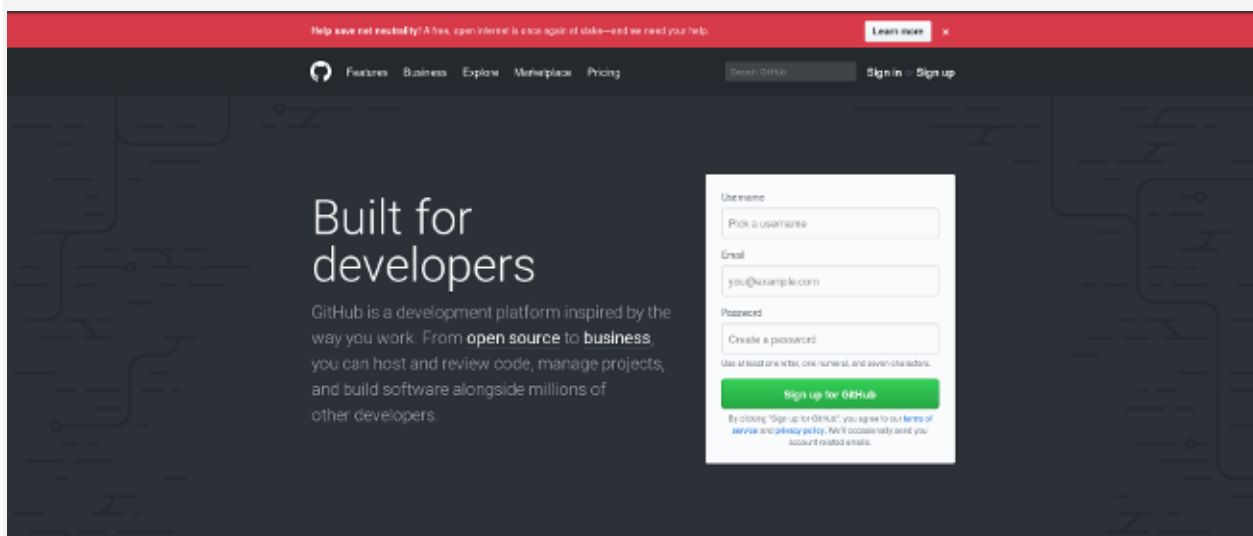 Help save net neutrality! A free, open internet is once again at stake—and we need your help.
Learn more ×
Features Business Explore Marketplace Pricing
Search GitHub
Sign in or Sign up
Built for
developers
GitHub is a development platform inspired by the
way you work. From open source to business,
you can host and review code, manage projects,
and build software alongside millions of
other developers.
Username
Pick a username
Email
you@example.com
Password
Create a password
Use at least one letter, one numeral, and seven characters.
Sign up for GitHub
By clicking "Sign up for GitHub", you agree to our terms of
service and privacy policy. We'll occasionally send you
account related emails.